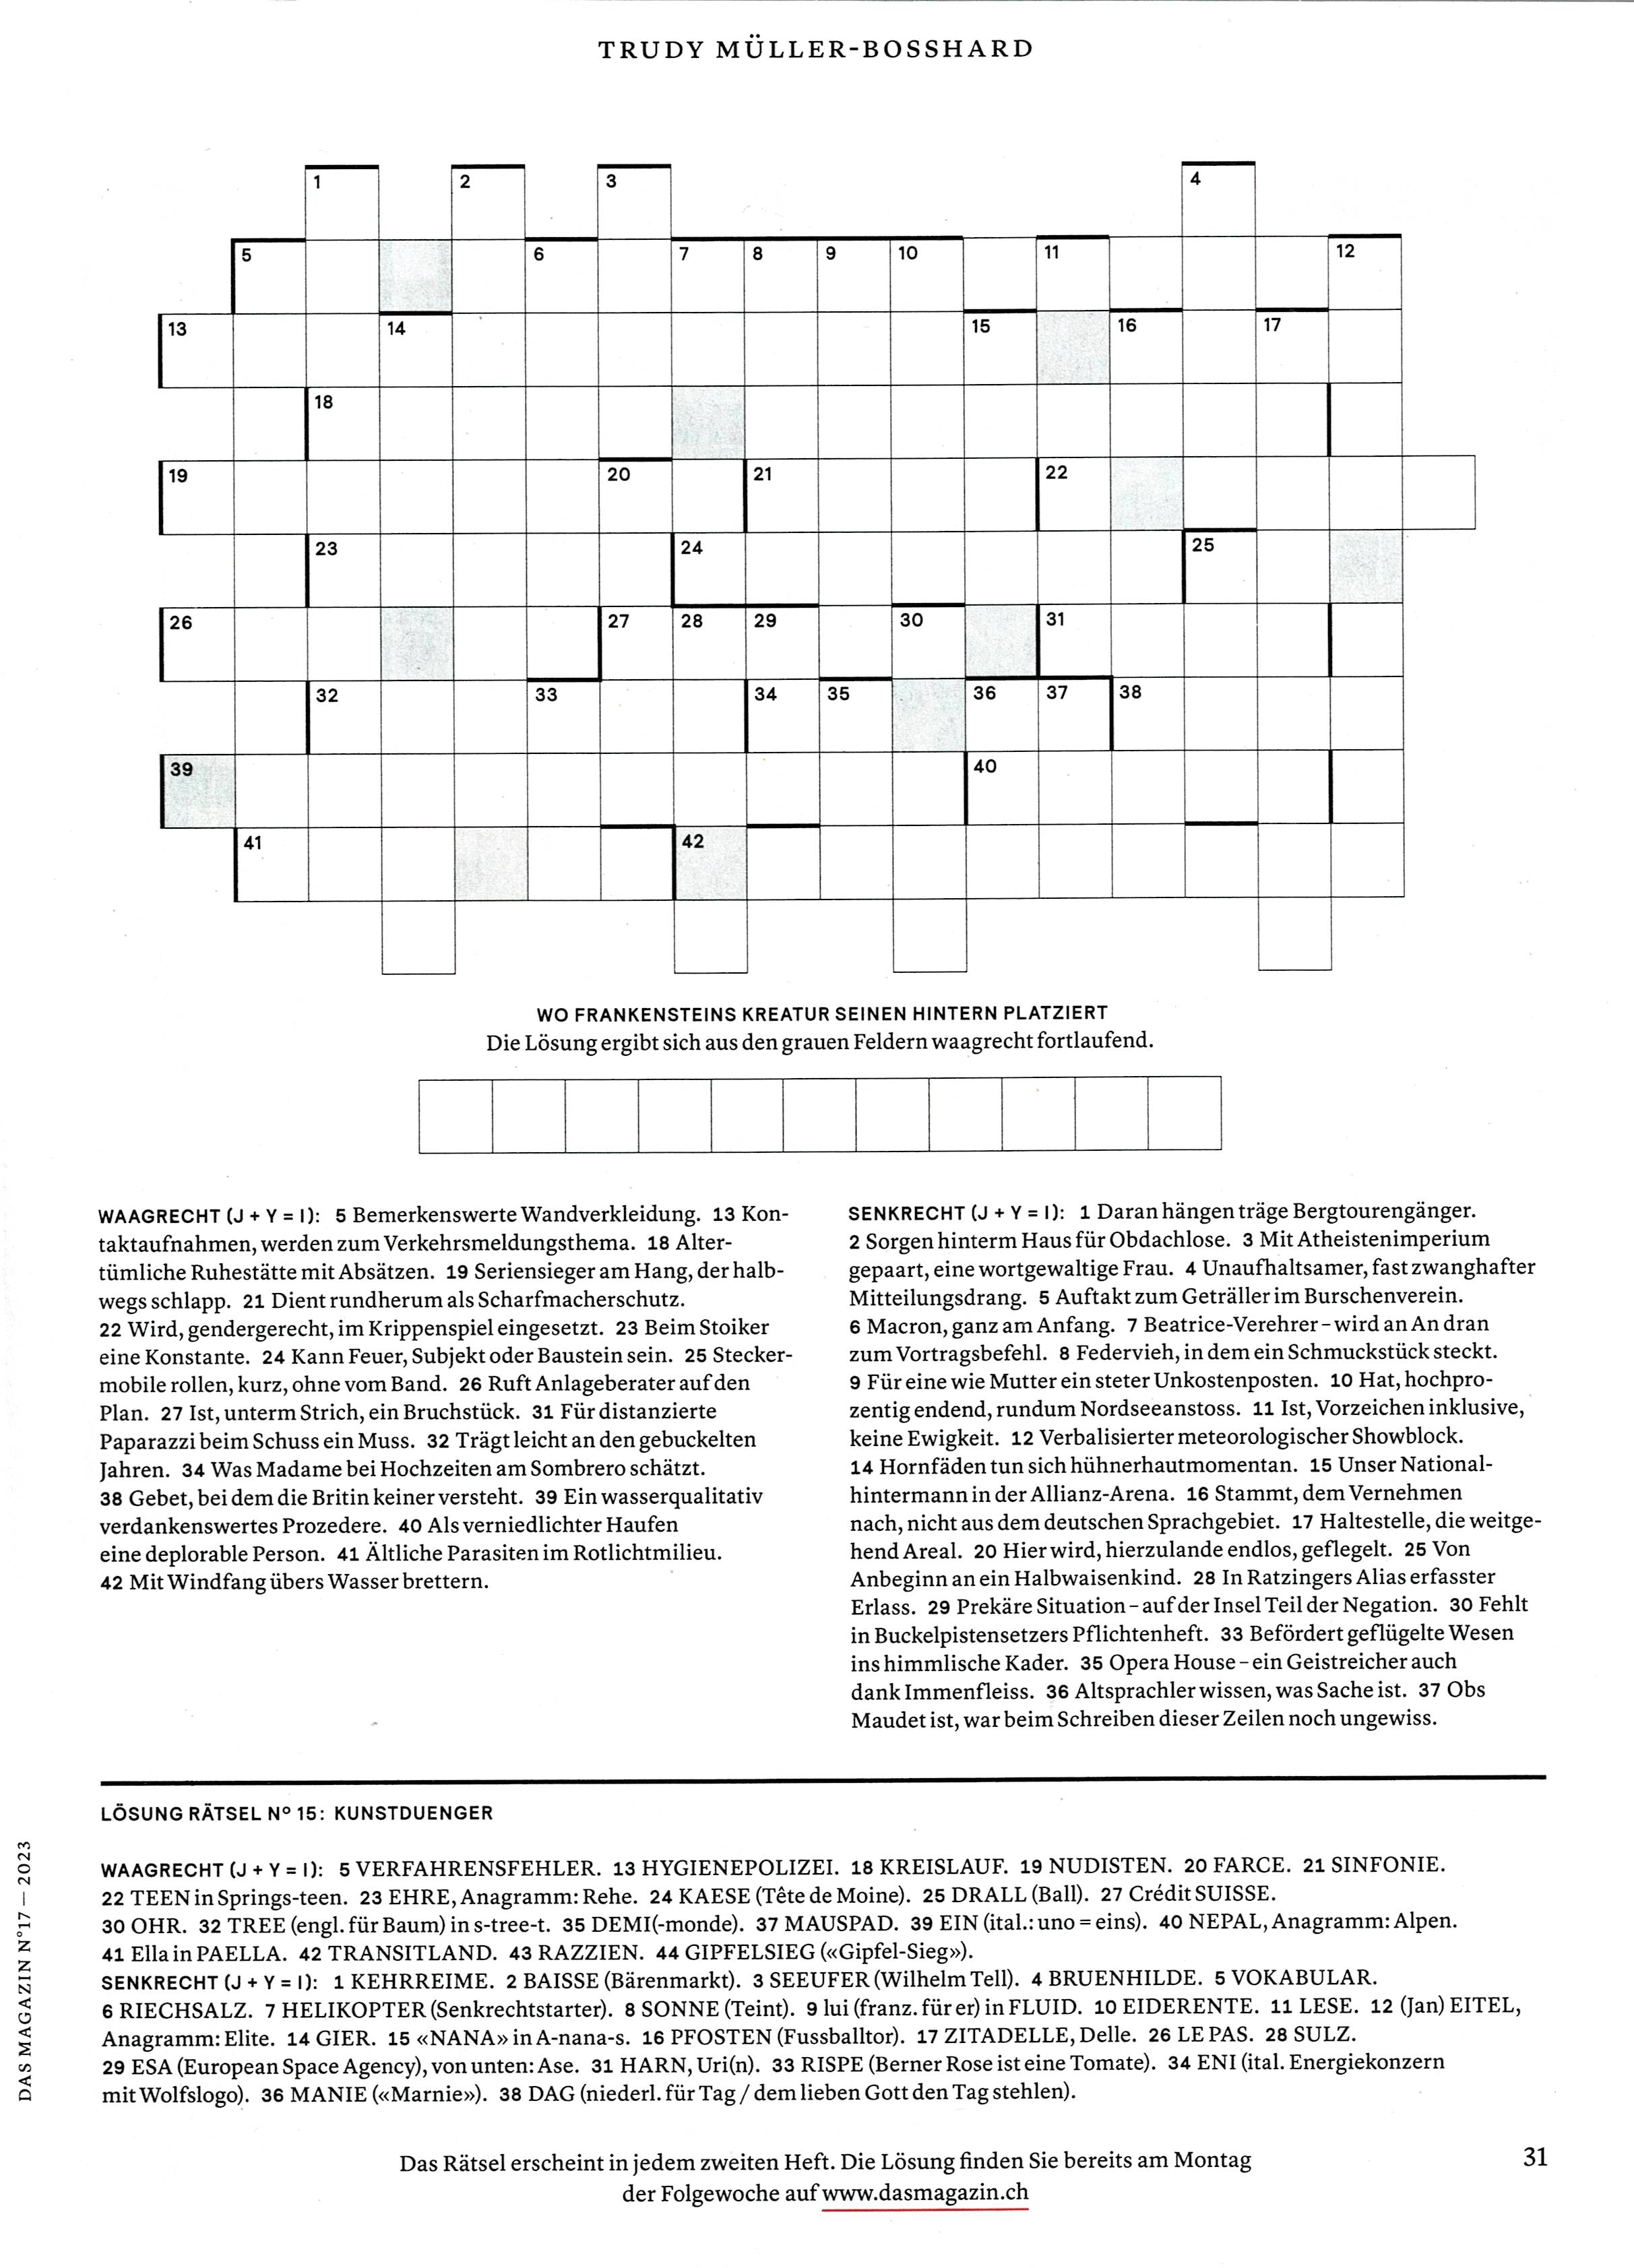 TRUDY MÜLLER-BOSSHARD
1 2 3 4
5 6 7 8 9 10 11 12
13 14 15 16 17
18
19 20 21 22
23 24 25
26 27 28 29 30 31
32 33 34 35 36 37 38
39 40
41 42
WO FRANKENSTEINS KREATUR SEINEN HINTERN PLATZIERT
Die Lösung ergibt sich aus den grauen Feldern waagrecht fortlaufend.
WAAGRECHT (J + Y = I): 5 Bemerkenswerte Wandverkleidung. 13 Kon-
taktaufnahmen, werden zum Verkehrsmeldungsthema. 18 Alter-
tümliche Ruhestätte mit Absätzen. 19 Seriensieger am Hang, der halb-
wegs schlapp. 21 Dient rundherum als Scharfmacherschutz.
22 Wird, gendergerecht, im Krippenspiel eingesetzt. 23 Beim Stoiker
eine Konstante. 24 Kann Feuer, Subjekt oder Baustein sein. 25 Stecker-
mobile rollen, kurz, ohne vom Band. 26 Ruft Anlageberater auf den
Plan. 27 Ist, unterm Strich, ein Bruchstück. 31 Für distanzierte
Paparazzi beim Schuss ein Muss. 32 Trägt leicht an den gebuckelten
Jahren. 34 Was Madame bei Hochzeiten am Sombrero schätzt.
38 Gebet, bei dem die Britin keiner versteht. 39 Ein wasserqualitativ
verdankenswertes Prozedere. 40 Als verniedlichter Haufen
eine deplorable Person. 41 Ältliche Parasiten im Rotlichtmilieu.
42 Mit Windfang übers Wasser brettern.
SENKRECHT (J + Y = I): 1 Daran hängen träge Bergtourengänger.
2 Sorgen hinterm Haus für Obdachlose. 3 Mit Atheistenimperium
gepaart, eine wortgewaltige Frau. 4 Unaufhaltsamer, fast zwanghafter
Mitteilungsdrang. 5 Auftakt zum Geträller im Burschenverein.
6 Macron, ganz am Anfang. 7 Beatrice-Verehrer – wird an An dran
zum Vortragsbefehl. 8 Federvieh, in dem ein Schmuckstück steckt.
9 Für eine wie Mutter ein steter Unkostenposten. 10 Hat, hochpro-
zentig endend, rundum Nordseeanstoss. 11 Ist, Vorzeichen inklusive,
keine Ewigkeit. 12 Verbalisierter meteorologischer Showblock.
14 Hornfäden tun sich hühnerhautmomentan. 15 Unser National-
hintermann in der Allianz-Arena. 16 Stammt, dem Vernehmen
nach, nicht aus dem deutschen Sprachgebiet. 17 Haltestelle, die weitge-
hend Areal. 20 Hier wird, hierzulande endlos, geflegelt. 25 Von
Anbeginn an ein Halbwaisenkind. 28 In Ratzingers Alias erfasster
Erlass. 29 Prekäre Situation – auf der Insel Teil der Negation. 30 Fehlt
in Buckelpistensetzers Pflichtenheft. 33 Befördert geflügelte Wesen
ins himmlische Kader. 35 Opera House – ein Geistreicher auch
dank Immenfleiss. 36 Altsprachler wissen, was Sache ist. 37 Obs
Maudet ist, war beim Schreiben dieser Zeilen noch ungewiss.
LÖSUNG RÄTSEL Nº 15: KUNSTDUENGER
WAAGRECHT (J + Y = I): 5 VERFAHRENSFEHLER. 13 HYGIENEPOLIZEI. 18 KREISLAUF. 19 NUDISTEN. 20 FARCE. 21 SINFONIE.
22 TEEN in Springs-teen. 23 EHRE, Anagramm: Rehe. 24 KAESE (Tête de Moine). 25 DRALL (Ball). 27 Crédit SUISSE.
30 OHR. 32 TREE (engl. für Baum) in s-tree-t. 35 DEMI(-monde). 37 MAUSPAD. 39 EIN (ital.: uno = eins). 40 NEPAL, Anagramm: Alpen.
41 Ella in PAELLA. 42 TRANSITLAND. 43 RAZZIEN. 44 GIPFELSIEG («Gipfel-Sieg»).
SENKRECHT (J + Y = I): 1 KEHRREIME. 2 BAISSE (Bärenmarkt). 3 SEEUFER (Wilhelm Tell). 4 BRUENHILDE. 5 VOKABULAR.
6 RIECHSALZ. 7 HELIKOPTER (Senkrechtstarter). 8 SONNE (Teint). 9 lui (franz. für er) in FLUID. 10 EIDERENTE. 11 LESE. 12 (Jan) EITEL,
Anagramm: Elite. 14 GIER. 15 «NANA» in A-nana-s. 16 PFOSTEN (Fussballtor). 17 ZITADELLE, Delle. 26 LE PAS. 28 SULZ.
29 ESA (European Space Agency), von unten: Ase. 31 HARN, Uri(n). 33 RISPE (Berner Rose ist eine Tomate). 34 ENI (ital. Energiekonzern
mit Wolfslogo). 36 MANIE («Marnie»). 38 DAG (niederl. für Tag / dem lieben Gott den Tag stehlen).
Das Rätsel erscheint in jedem zweiten Heft. Die Lösung finden Sie bereits am Montag
der Folgewoche auf www.dasmagazin.ch
31
DAS MAGAZIN Nº17 — 2023